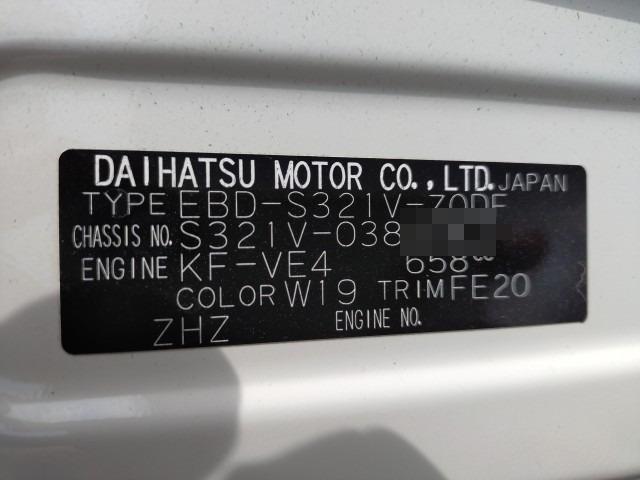 DAIHATSU MOTOR CO., LTD. JAPAN
TYPE EBD-S321V-ZQDF
CHASSIS NO. S321V-038
ENGINE KF-VE4 658cc
COLOR W19 TRIM FE20
ZHZ ENGINE NO.